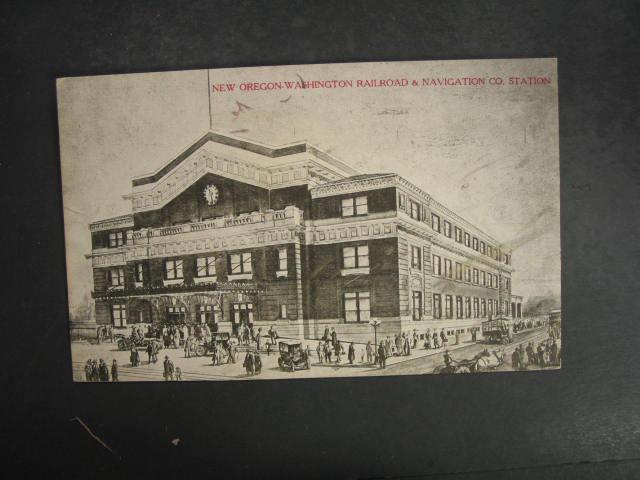 NEW OREGON-WASHINGTON RAILROAD & NAVIGATION CO. STATION